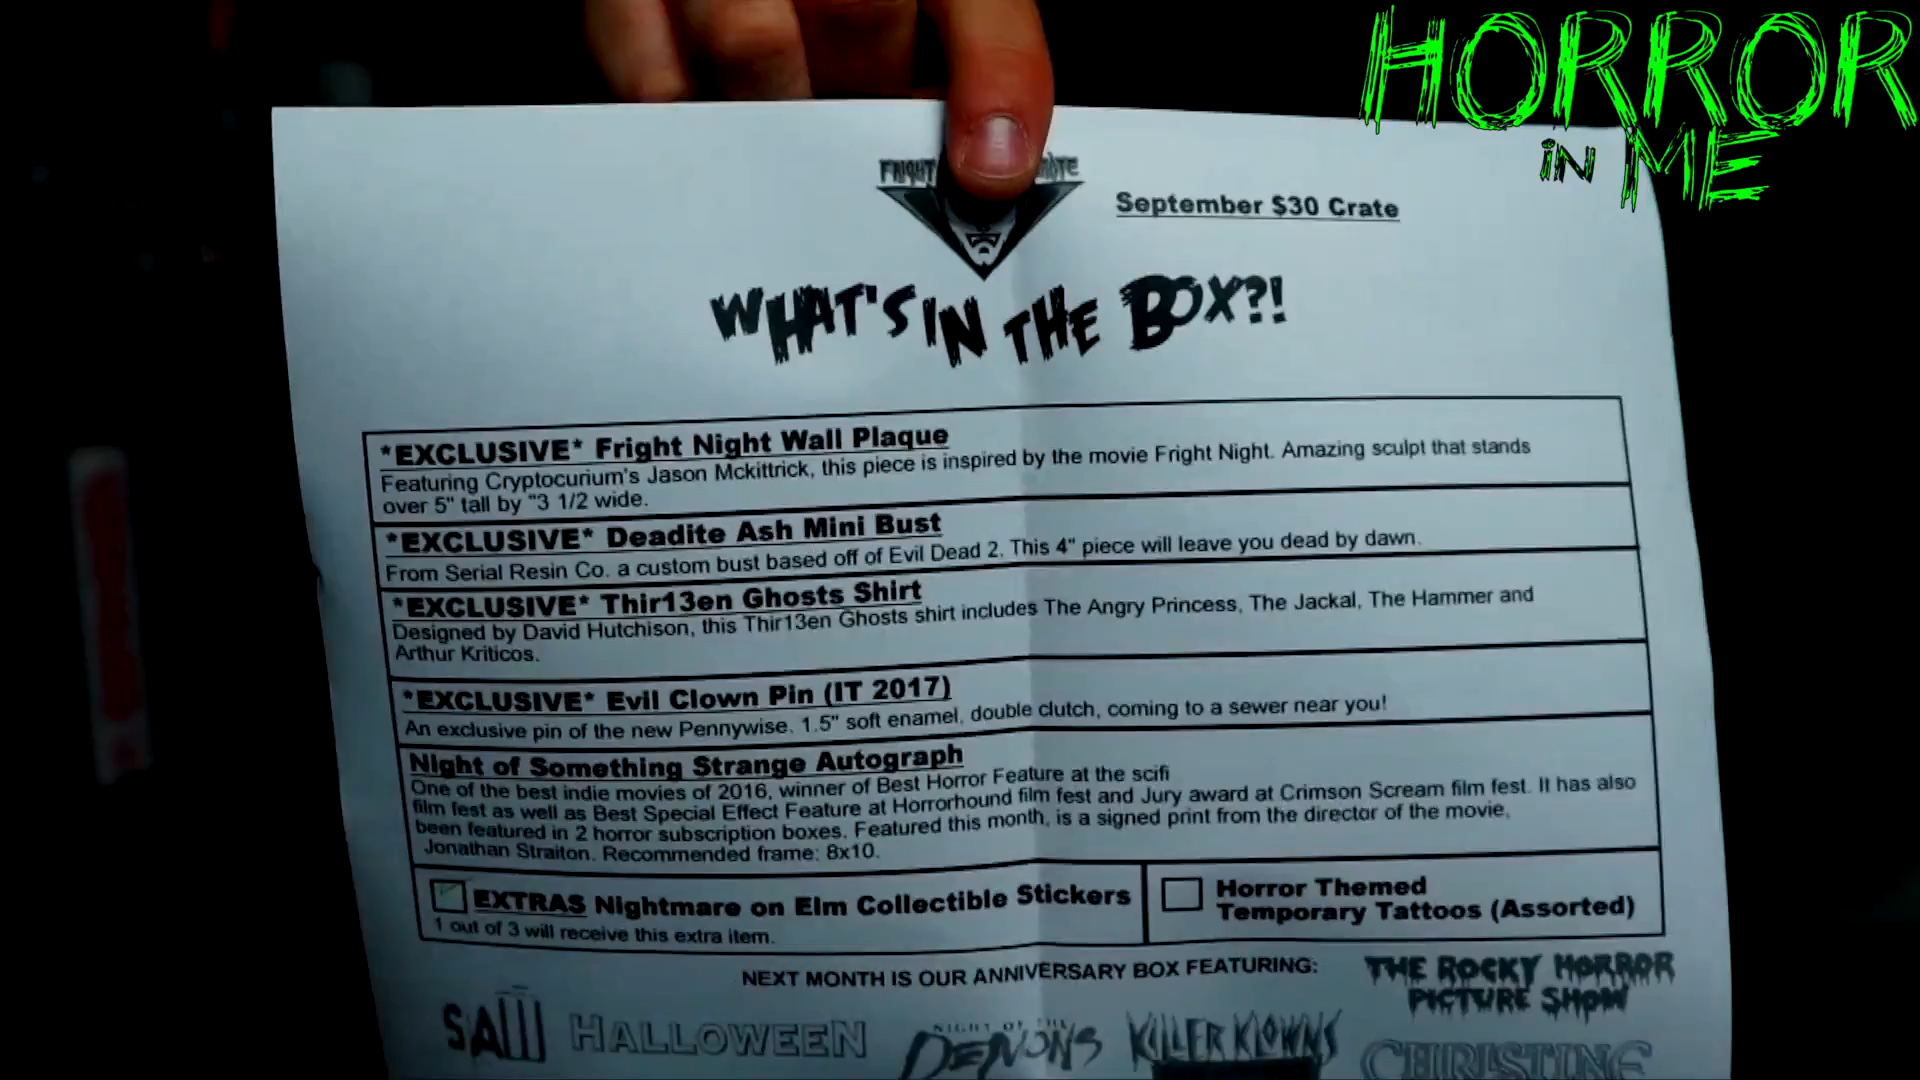 HORROR
iN ME
FRIGHT
September $30 Crate
WHAT'S IN THE BOX?!
*EXCLUSIVE* Fright Night Wall Plaque
Featuring Cryptocurium's Jason Mckittrick, this piece is inspired by the movie Fright Night. Amazing sculpt that stands
over 5" tall by "3 1/2 wide.
*EXCLUSIVE* Deadite Ash Mini Bust
From Serial Resin Co. a custom bust based off of Evil Dead 2. This 4" piece will leave you dead by dawn.
*EXCLUSIVE* Thir13en Ghosts Shirt
Designed by David Hutchison, this Thir13en Ghosts shirt includes The Angry Princess, The Jackal, The Hammer and
Arthur Kriticos.
*EXCLUSIVE* Evil Clown Pin (IT 2017)
An exclusive pin of the new Pennywise. 1.5" soft enamel, double clutch, coming to a sewer near you!
Night of Something Strange Autograph
One of the best indie movies of 2016, winner of Best Horror Feature at the scifi
film fest as well as Best Special Effect Feature at Horrorhound film fest and Jury award at Crimson Scream film fest. It has also
been featured in 2 horror subscription boxes. Featured this month, is a signed print from the director of the movie,
Jonathan Straiton. Recommended frame: 8x10.
EXTRAS Nightmare on Elm Collectible Stickers
1 out of 3 will receive this extra item.
Horror Themed
Temporary Tattoos (Assorted)
NEXT MONTH IS OUR ANNIVERSARY BOX FEATURING:
THE ROCKY HORROR
PICTURE SHOW
SAW
HALLOWEEN
NIGHT OF THE
DEMONS
KILLER KLOWNS
CHRISTINE